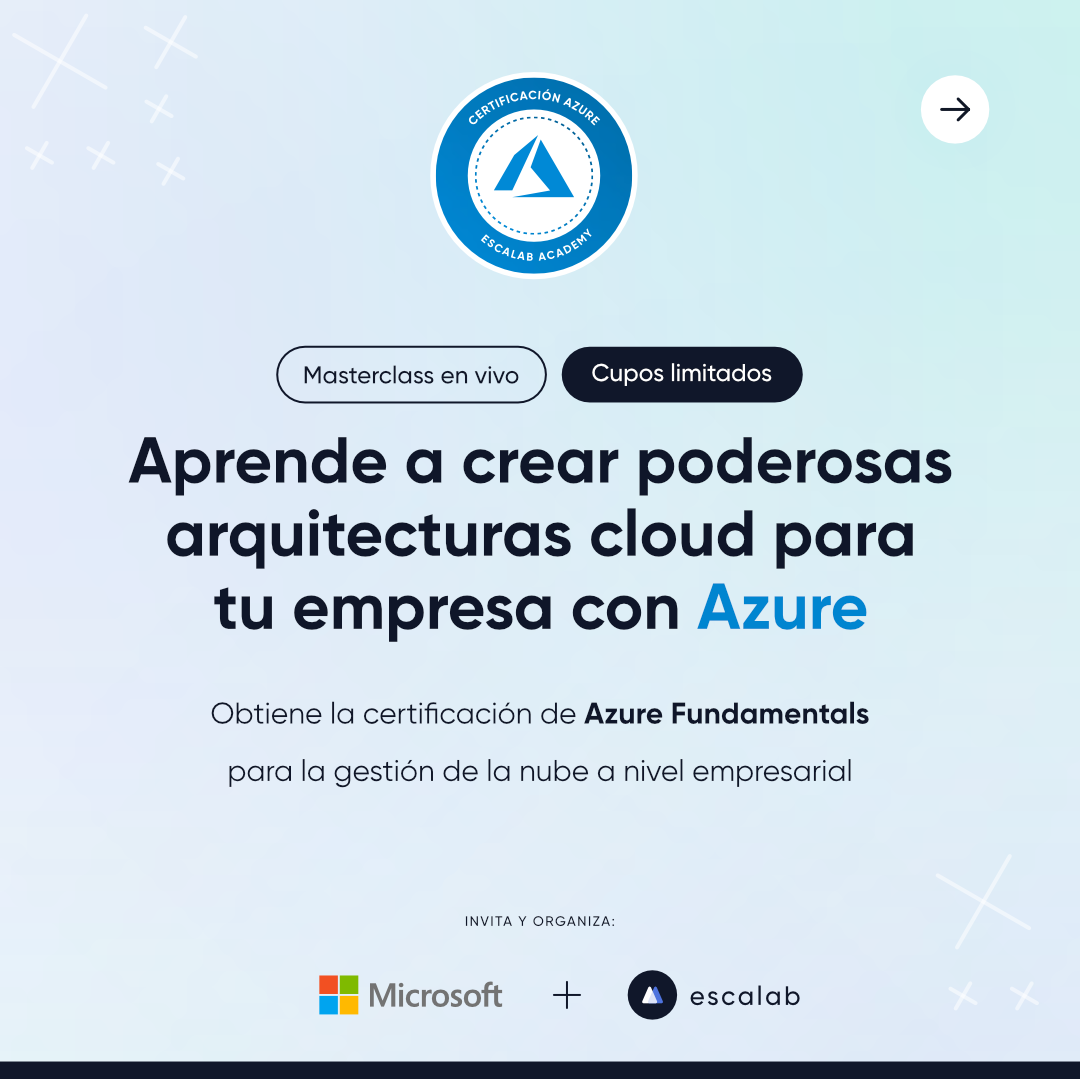 CERTIFICACIÓN AZURE
ESCALAB ACADEMY
Masterclass en vivo
Cupos limitados
Aprende a crear poderosas
arquitecturas cloud para
tu empresa con Azure
Obtiene la certificación de Azure Fundamentals
para la gestión de la nube a nivel empresarial
INVITA Y ORGANIZA:
Microsoft
escalab